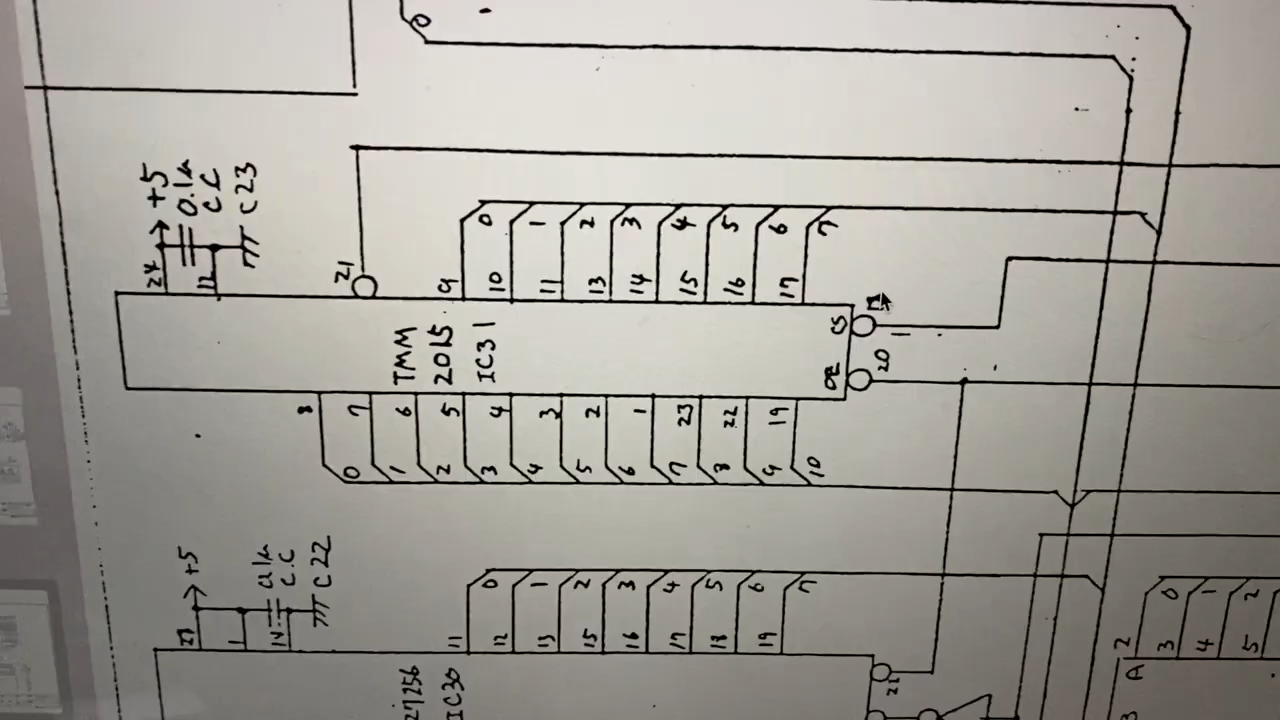 0
+5
0.1μ
C.C
C23
24
12
21
9 10 11 13 14 15 16 17
0 1 2 3 4 5 6 7
TMM
2015
IC31
CS
OE
20
8 7 6 5 4 3 2 1 23 22 19
0 1 2 3 4 5 6 7 8 9 10
+5
0.1μ
C.C
C22
1
14
11 12 13 15 16 17 18 19
0 1 2 3 4 5 6 7
27256
IC30
2 3 4 5
0 1 2
A